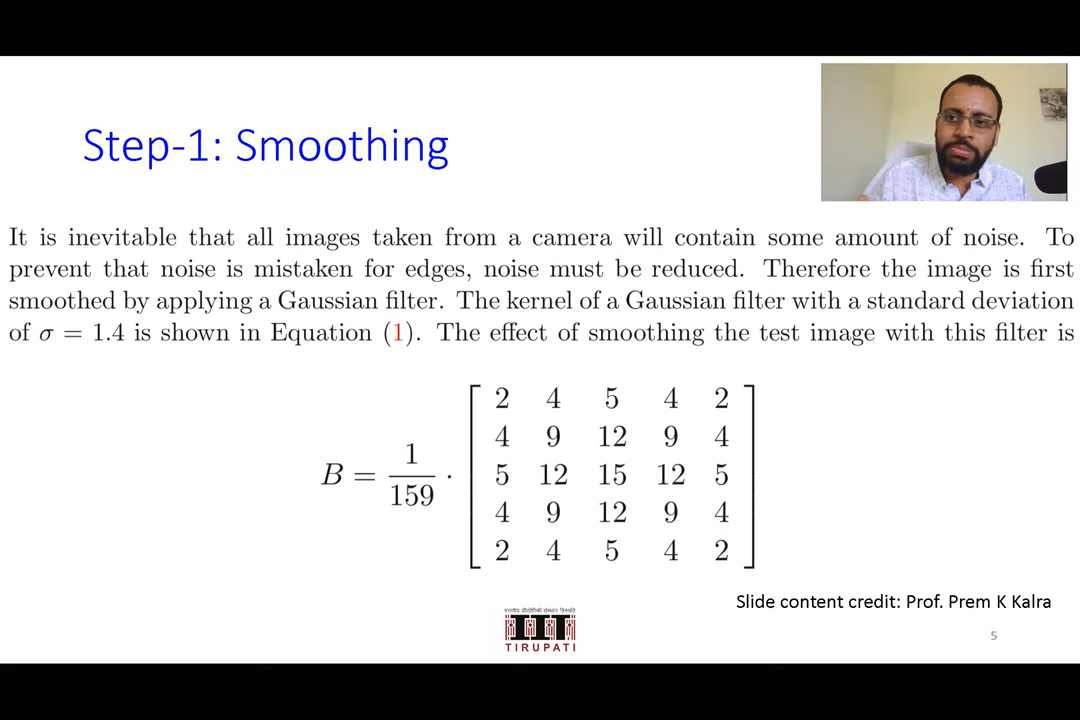 Step-1: Smoothing
It is inevitable that all images taken from a camera will contain some amount of noise. To
prevent that noise is mistaken for edges, noise must be reduced. Therefore the image is first
smoothed by applying a Gaussian filter. The kernel of a Gaussian filter with a standard deviation
of σ = 1.4 is shown in Equation (1). The effect of smoothing the test image with this filter is
B = 1/159 ·
2 4 5 4 2
4 9 12 9 4
5 12 15 12 5
4 9 12 9 4
2 4 5 4 2
Slide content credit: Prof. Prem K Kalra
भारतीय प्रौद्योगिकी संस्थान तिरुपति
TIRUPATI
5